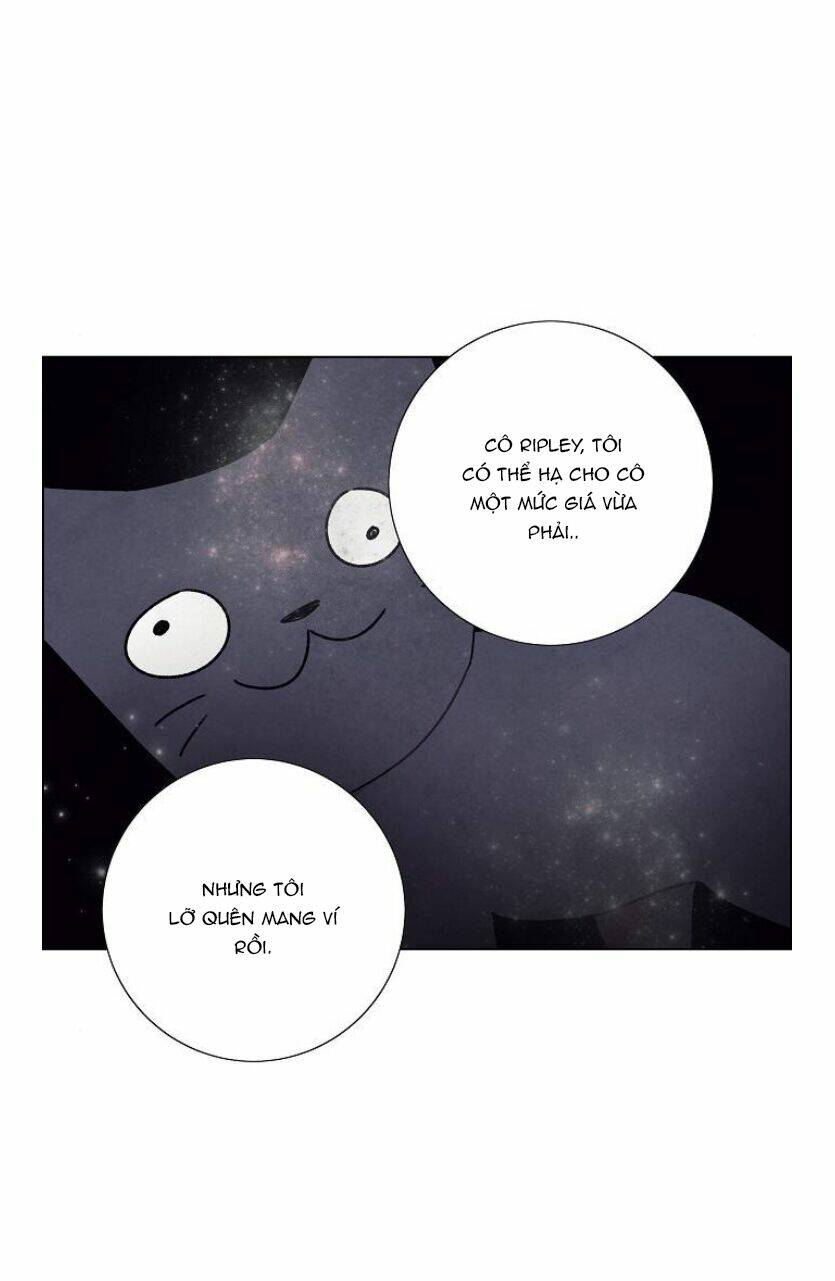 CÔ RIPLEY, TÔI
CÓ THỂ HẠ CHO CÔ
MỘT MỨC GIÁ VỪA
PHẢI..
NHƯNG TÔI
LỠ QUÊN MANG VÍ
RỒI.